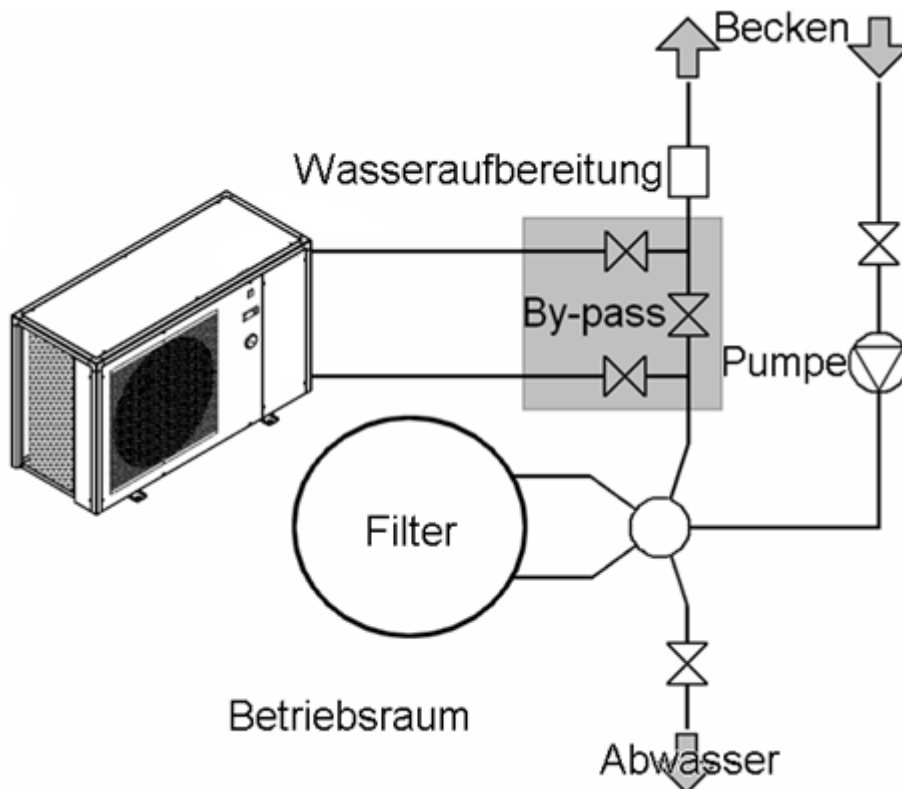 Becken
Wasseraufbereitung
By-pass
Pumpe
Filter
Betriebsraum
Abwasser